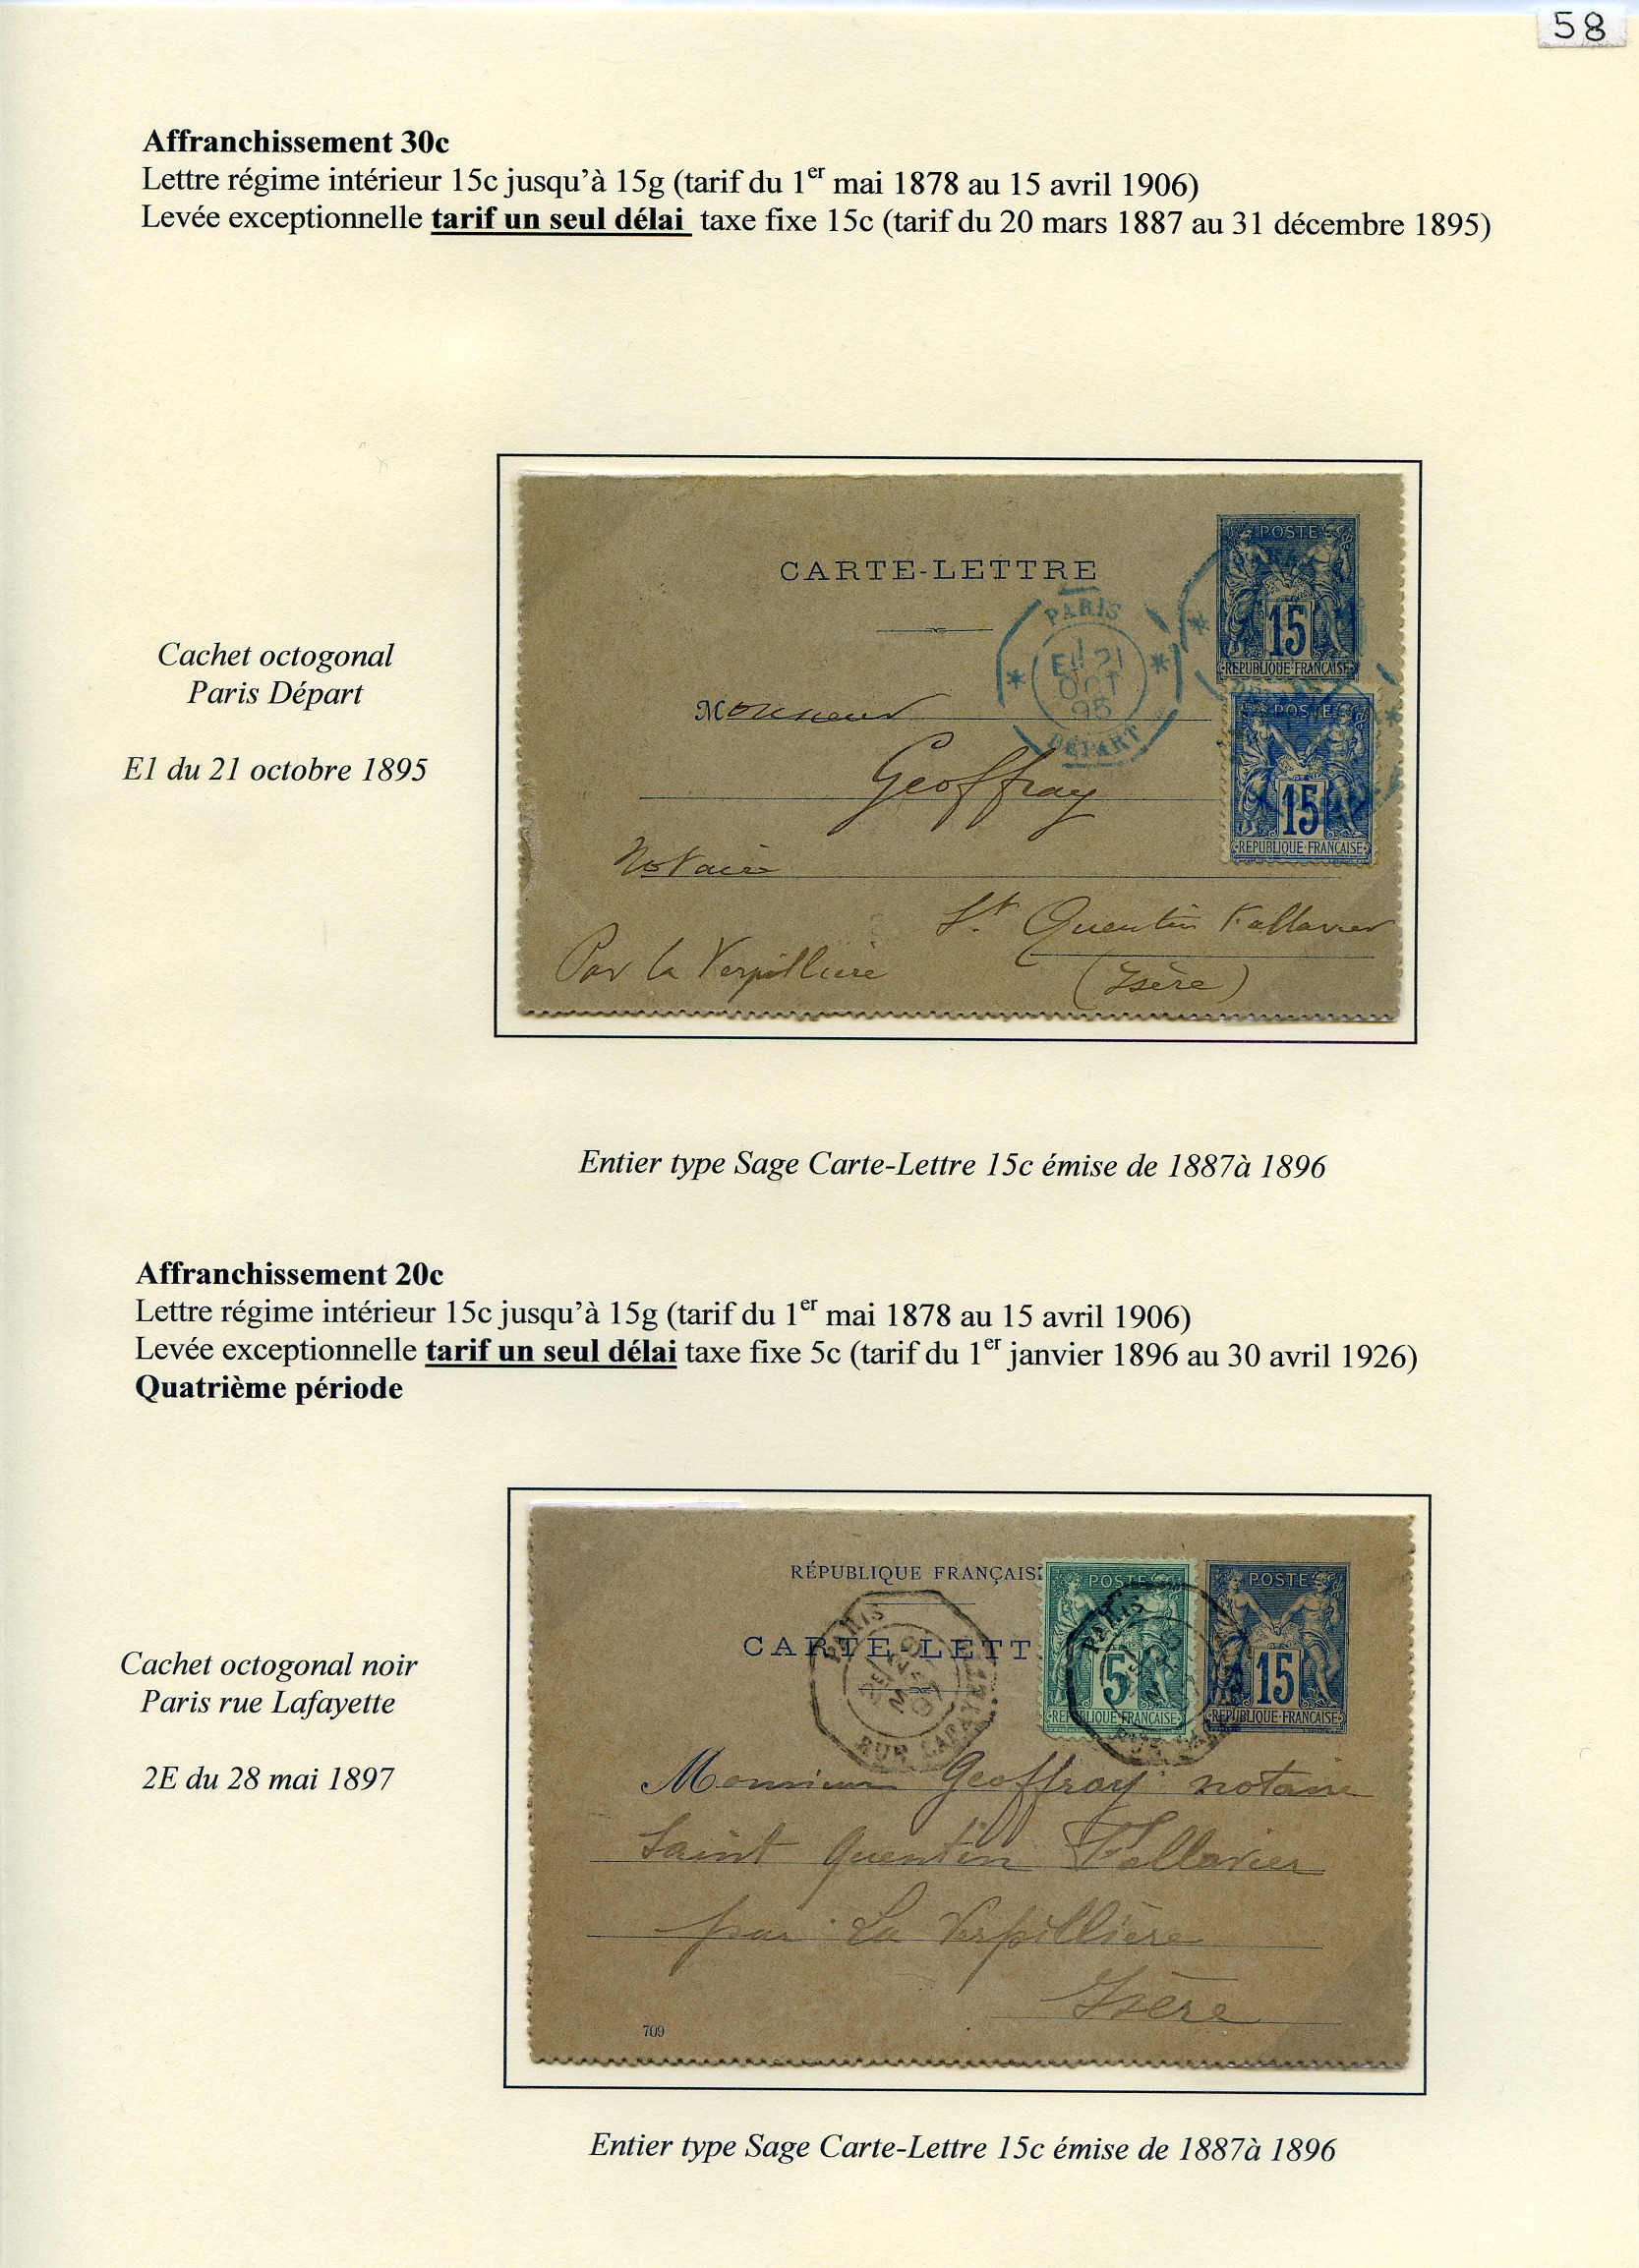 58
Affranchissement 30c
Lettre régime intérieur 15c jusqu'à 15g (tarif du 1er mai 1878 au 15 avril 1906)
Levée exceptionnelle tarif un seul délai taxe fixe 15c (tarif du 20 mars 1887 au 31 décembre 1895)
CARTE-LETTRE
POSTE
15
REPUBLIQUE FRANÇAISE
PARIS
E1 21
OCT
95
DÉPART
POSTE
15
REPUBLIQUE FRANÇAISE
Monsieur
Geoffray
Notaire
St Quentin Fallavier
Par la Verpillière
(Isère)
Cachet octogonal
Paris Départ
E1 du 21 octobre 1895
Entier type Sage Carte-Lettre 15c émise de 1887à 1896
Affranchissement 20c
Lettre régime intérieur 15c jusqu'à 15g (tarif du 1er mai 1878 au 15 avril 1906)
Levée exceptionnelle tarif un seul délai taxe fixe 5c (tarif du 1er janvier 1896 au 30 avril 1926)
Quatrième période
RÉPUBLIQUE FRANÇAIS
CARTE-LETT
POSTE
5
REPUBLIQUE FRANÇAISE
POSTE
15
REPUBLIQUE FRANÇAISE
PARIS
RUE LAFAYETTE
PARIS
Monsieur Geoffray notaire
Saint Quentin Fallavier
par La Verpillière
Isère
709
Cachet octogonal noir
Paris rue Lafayette
2E du 28 mai 1897
Entier type Sage Carte-Lettre 15c émise de 1887à 1896